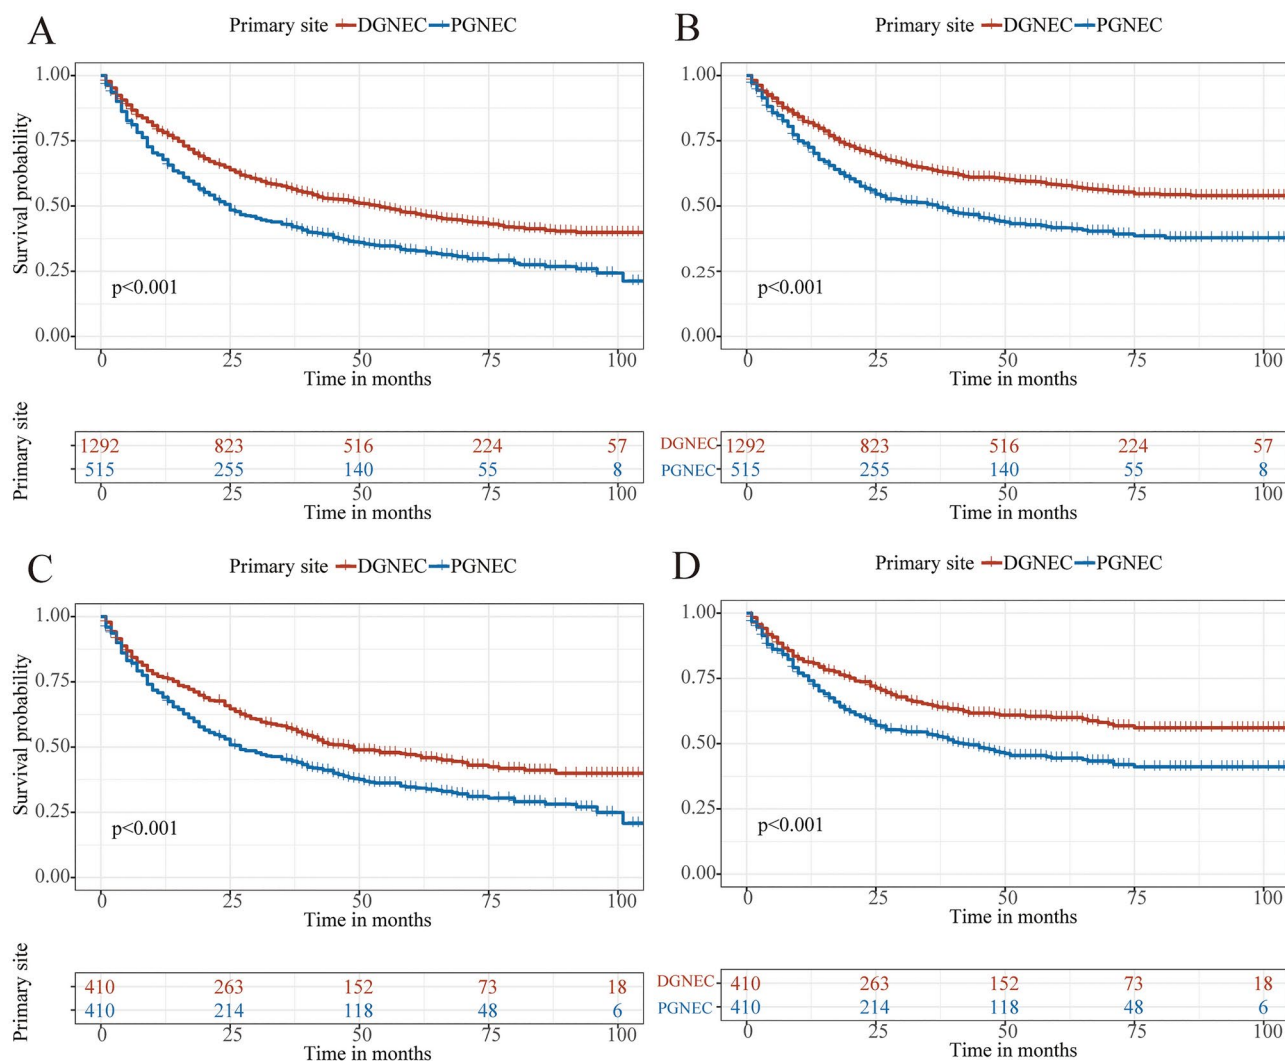 A
Primary site DGNEC PGNEC
Survival probability
1.00
0.75
0.50
0.25
0.00
p<0.001
0 25 50 75 100
Time in months
Primary site
1292 823 516 224 57
515 255 140 55 8
0 25 50 75 100
Time in months
B
Primary site DGNEC PGNEC
1.00
0.75
0.50
0.25
0.00
p<0.001
0 25 50 75 100
Time in months
DGNEC 1292 823 516 224 57
PGNEC 515 255 140 55 8
0 25 50 75 100
Time in months
C
Primary site DGNEC PGNEC
Survival probability
1.00
0.75
0.50
0.25
0.00
p<0.001
0 25 50 75 100
Time in months
Primary site
410 263 152 73 18
410 214 118 48 6
0 25 50 75 100
Time in months
D
Primary site DGNEC PGNEC
1.00
0.75
0.50
0.25
0.00
p<0.001
0 25 50 75 100
Time in months
DGNEC 410 263 152 73 18
PGNEC 410 214 118 48 6
0 25 50 75 100
Time in months